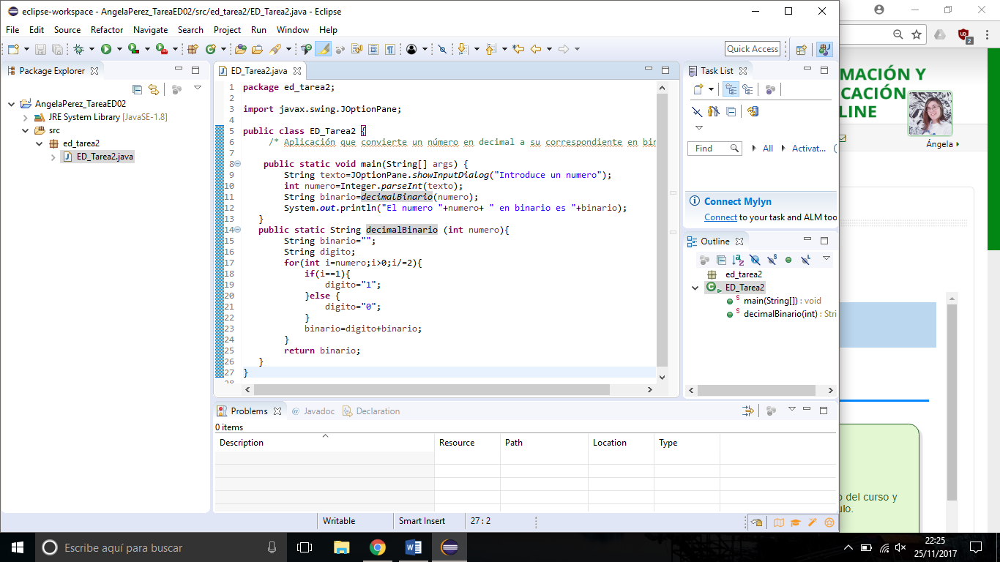 eclipse-workspace - AngelaPerez_TareaED02/src/ed_tarea2/ED_Tarea2.java - Eclipse
File Edit Source Refactor Navigate Search Project Run Window Help
Quick Access
Package Explorer
AngelaPerez_TareaED02
JRE System Library [JavaSE-1.8]
src
ed_tarea2
ED_Tarea2.java
ED_Tarea2.java
1 package ed_tarea2;
2
3 import javax.swing.JOptionPane;
4
5 public class ED_Tarea2 {
6 /* Aplicación que convierte un número en decimal a su correspondiente en bin
7
8 public static void main(String[] args) {
9 String texto=JOptionPane.showInputDialog("Introduce un numero");
10 int numero=Integer.parseInt(texto);
11 String binario=decimalBinario(numero);
12 System.out.println("El numero "+numero+ " en binario es "+binario);
13 }
14 public static String decimalBinario (int numero){
15 String binario="";
16 String digito;
17 for(int i=numero;i>0;i/=2){
18 if(i==1){
19 digito="1";
20 }else {
21 digito="0";
22 }
23 binario=digito+binario;
24 }
25 return binario;
26 }
27 }
28
Task List
Find All Activat...
Connect Mylyn
Connect to your task and ALM too
Outline
ed_tarea2
ED_Tarea2
main(String[]) : void
decimalBinario(int) : Stri
Problems Javadoc Declaration
0 items
Description Resource Path Location Type
Writable Smart Insert 27 : 2
2
MACIÓN Y
CACIÓN
LINE
Ángela
o del curso y
ulo.
Escribe aquí para buscar
22:25
25/11/2017